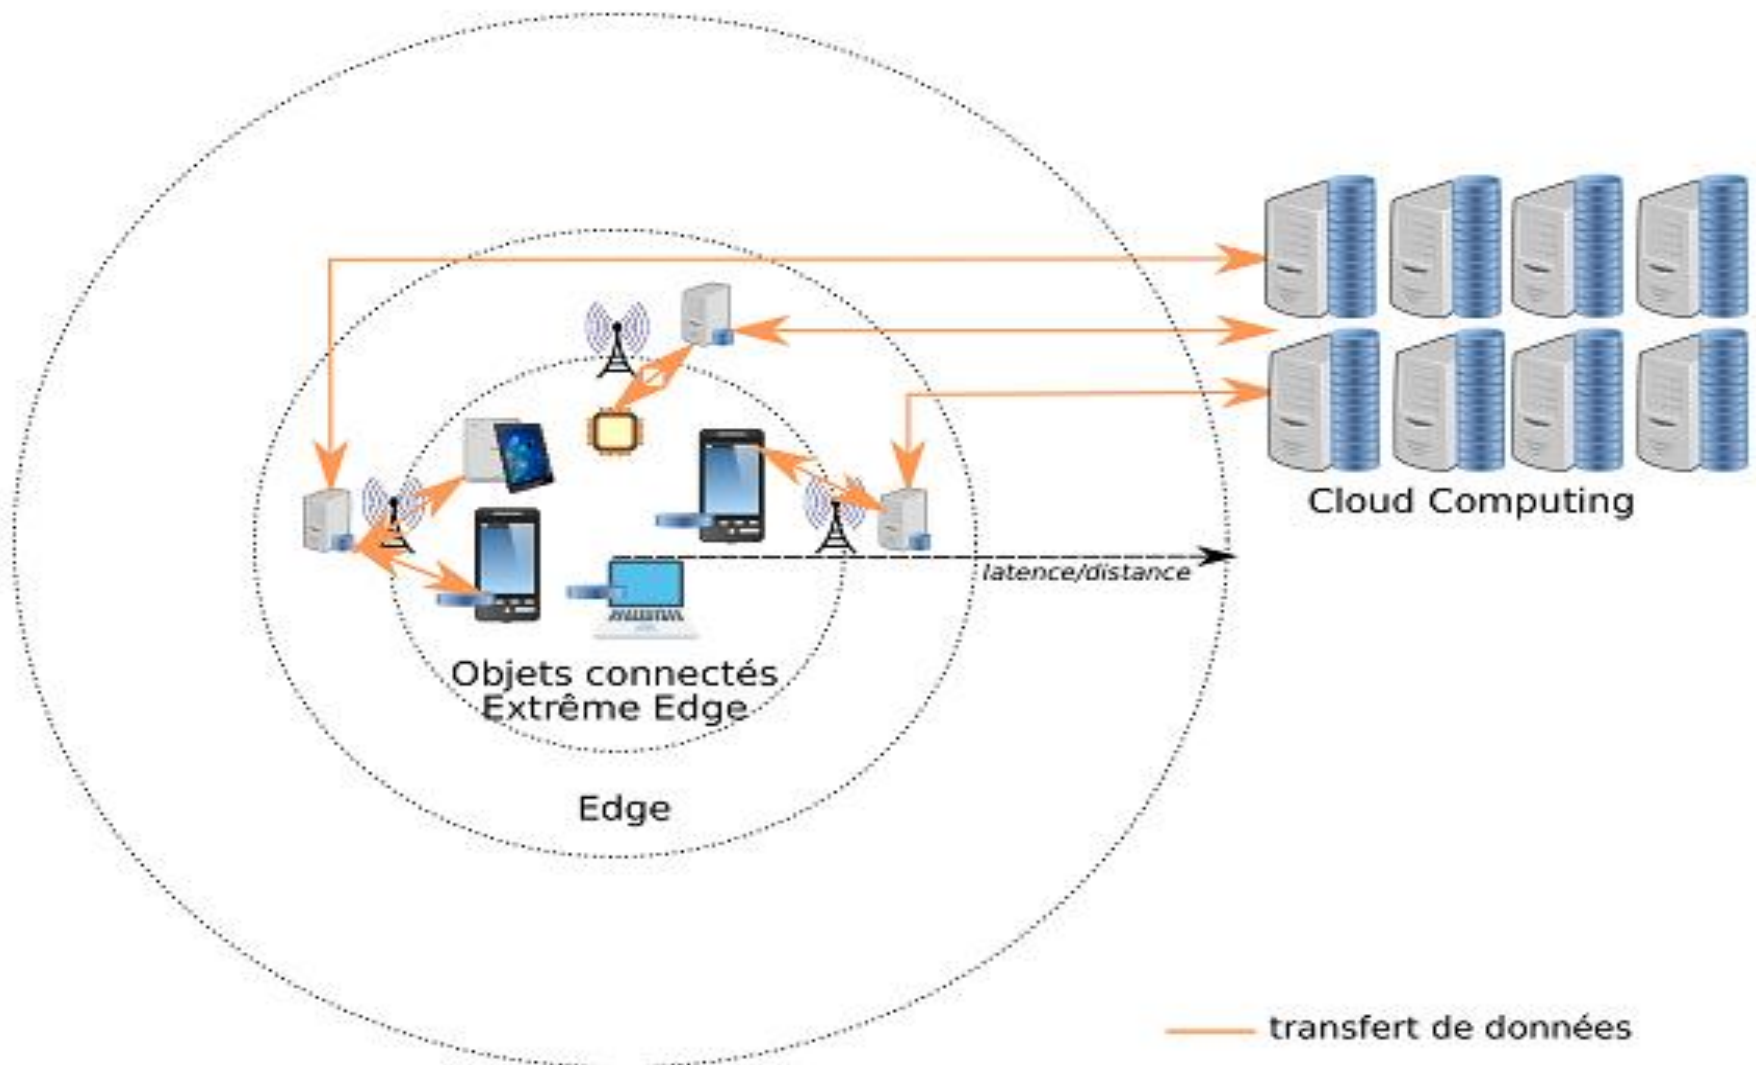 Cloud Computing
latence/distance
Objets connectés
Extrême Edge
Edge
transfert de données